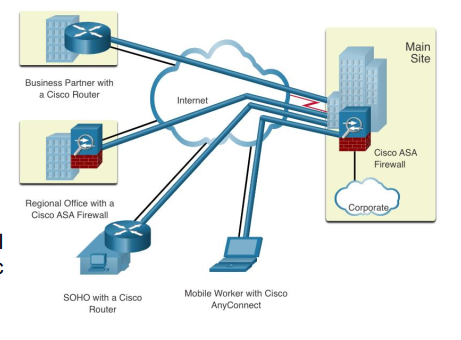 Main
Site
Internet
Business Partner with
a Cisco Router
Cisco ASA
Firewall
Regional Office with a
Cisco ASA Firewall
Corporate
c
SOHO with a Cisco
Router
Mobile Worker with Cisco
AnyConnect